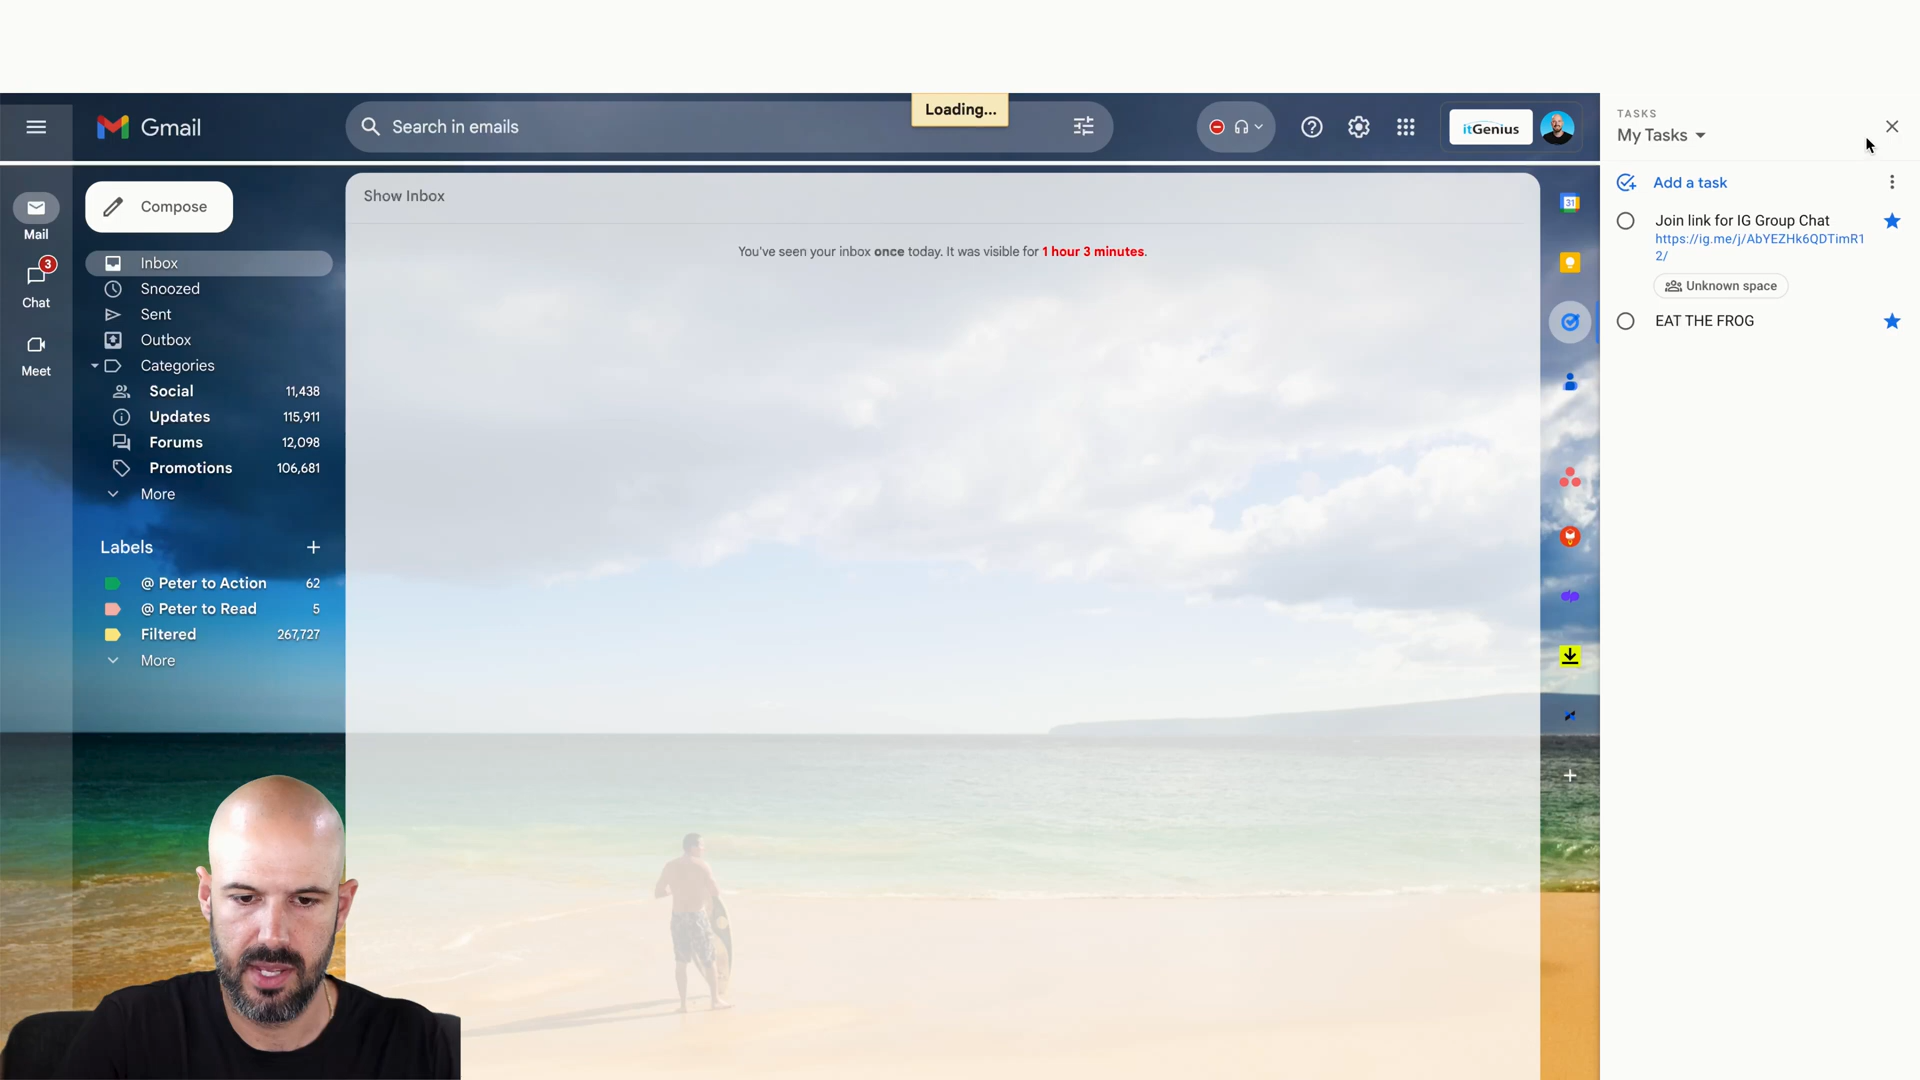 Gmail
Search in emails
Loading...
itGenius
TASKS
My Tasks
Mail
3
Chat
Meet
Compose
Inbox
Snoozed
Sent
Outbox
Categories
Social 11,438
Updates 115,911
Forums 12,098
Promotions 106,681
More
Labels
@ Peter to Action 62
@ Peter to Read 5
Filtered 267,727
More
Show Inbox
You've seen your inbox once today. It was visible for 1 hour 3 minutes.
31
Add a task
Join link for IG Group Chat
https://ig.me/j/AbYEZHk6QDTimR1
2/
Unknown space
EAT THE FROG